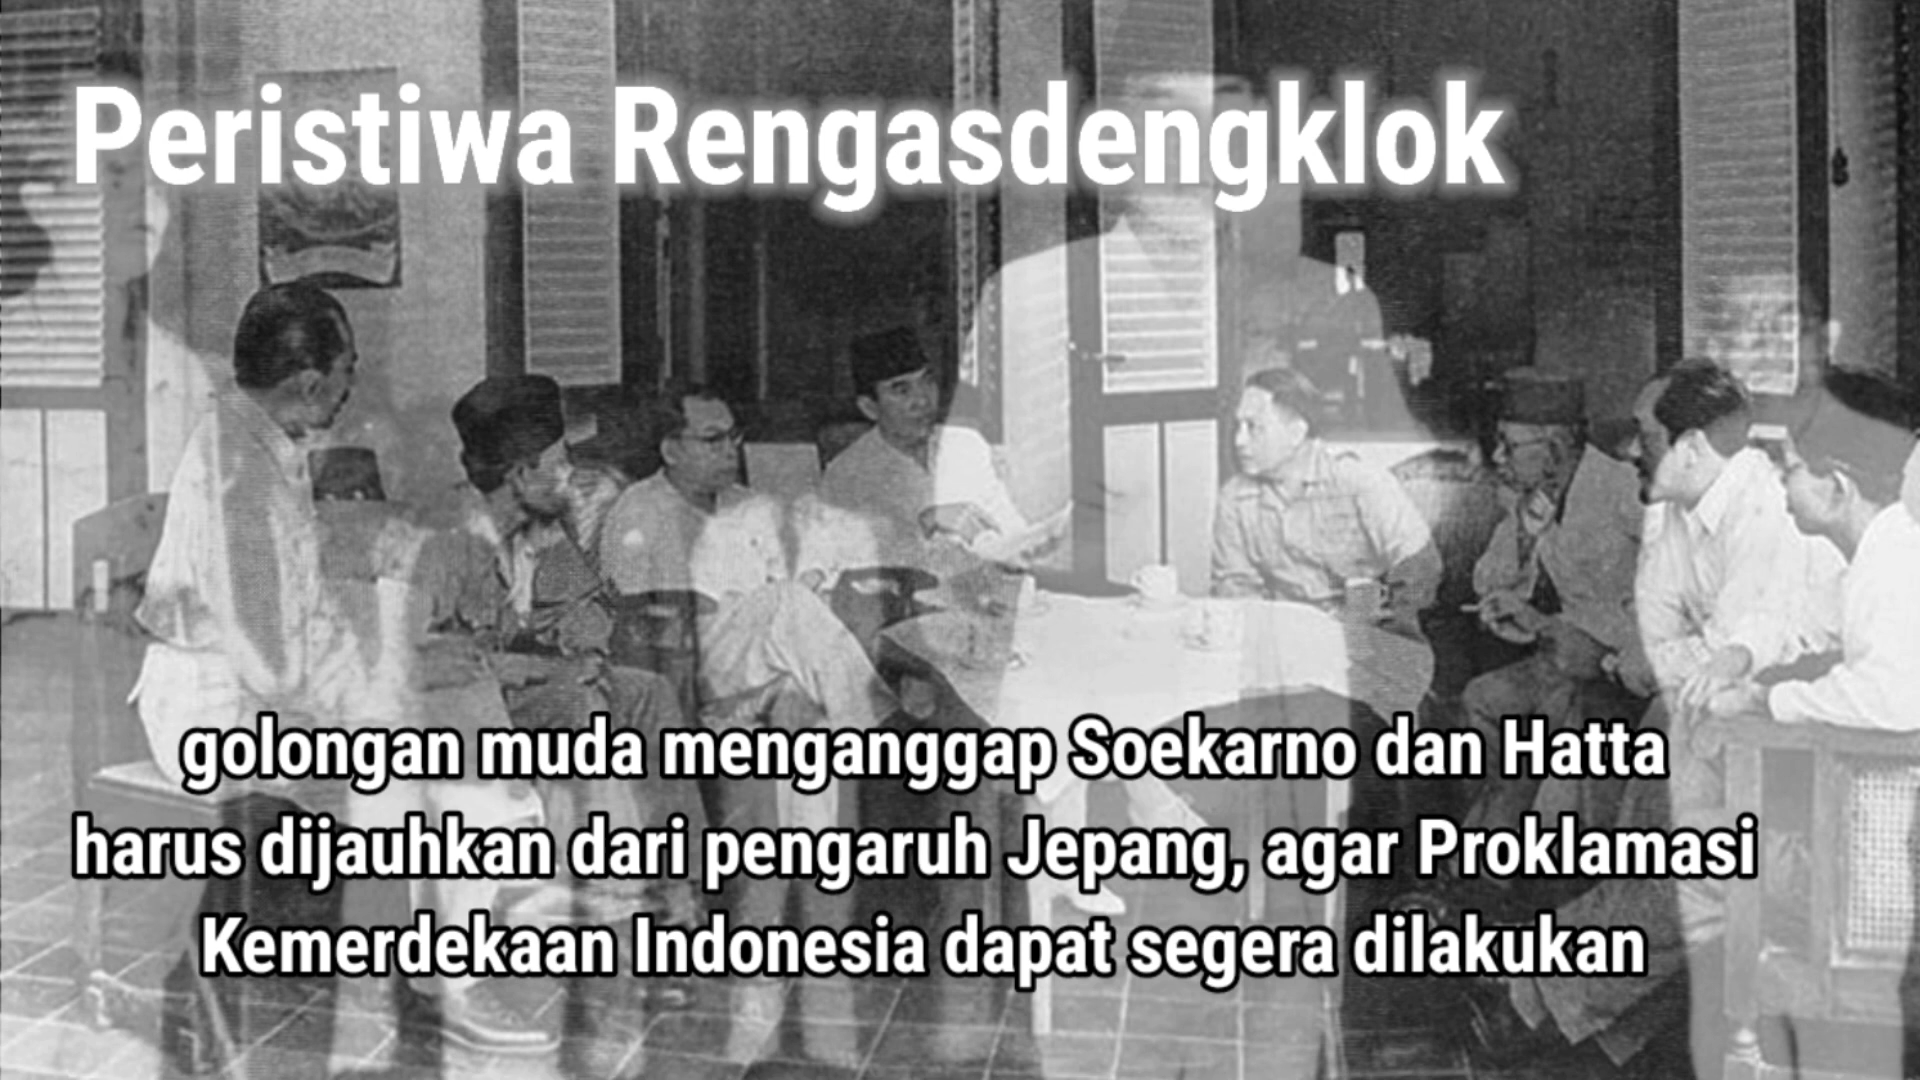 Peristiwa Rengasdengklok
golongan muda menganggap Soekarno dan Hatta
harus dijauhkan dari pengaruh Jepang, agar Proklamasi
Kemerdekaan Indonesia dapat segera dilakukan